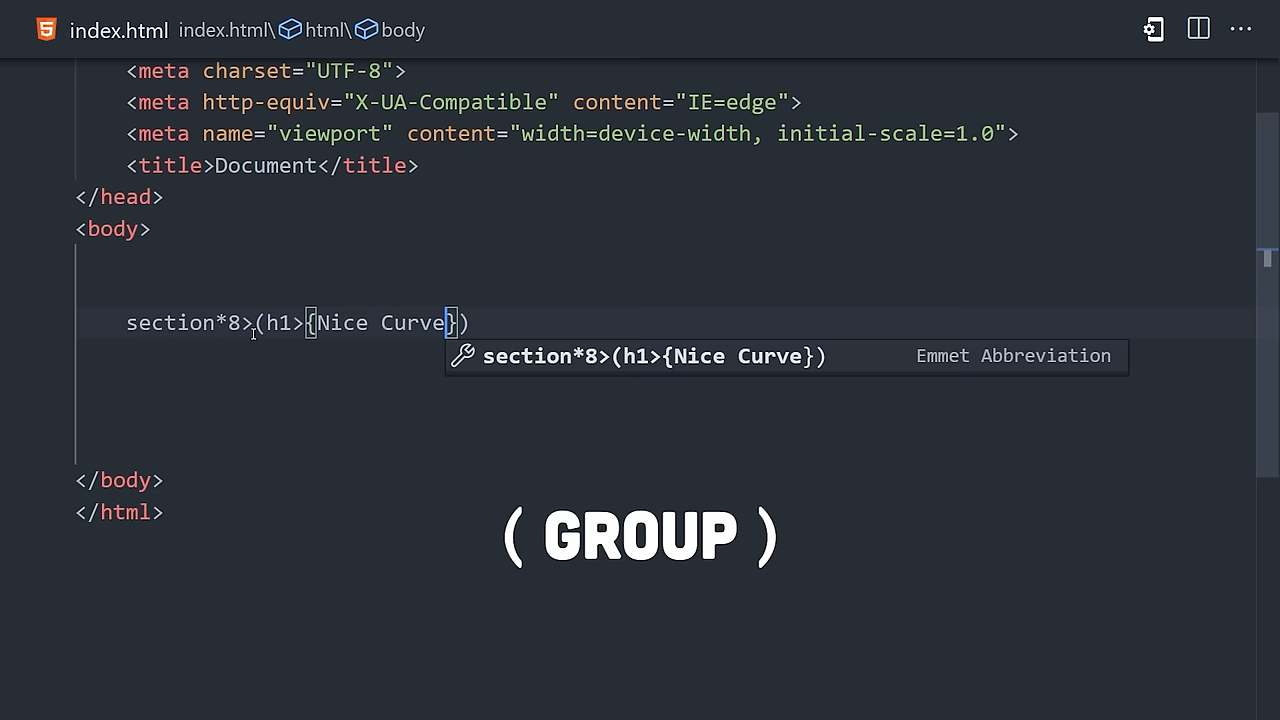 index.html index.html\html\body
<meta charset="UTF-8">
<meta http-equiv="X-UA-Compatible" content="IE=edge">
<meta name="viewport" content="width=device-width, initial-scale=1.0">
<title>Document</title>
</head>
<body>
section*8>(h1>{Nice Curve})
section*8>(h1>{Nice Curve}) Emmet Abbreviation
</body>
</html>
( GROUP )